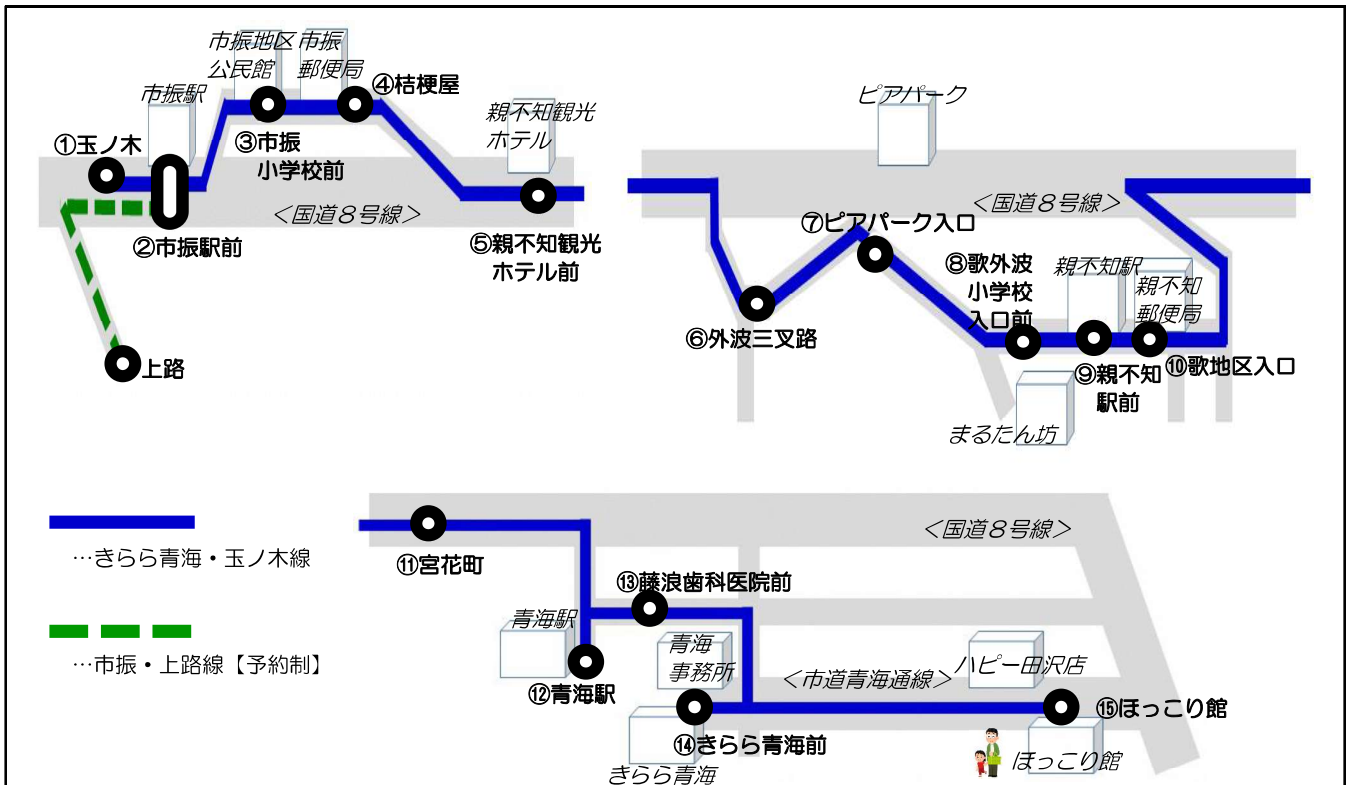 市振地区
公民館
市振
郵便局
市振駅
④桔梗屋
①玉ノ木
③市振
小学校前
親不知観光
ホテル
<国道８号線>
②市振駅前
⑤親不知観光
ホテル前
上路
ピアパーク
<国道８号線>
⑦ピアパーク入口
⑧歌外波
小学校
入口前
親不知駅
親不知
郵便局
⑥外波三叉路
⑨親不知
駅前
⑩歌地区入口
まるたん坊
…きらら青海・玉ノ木線
…市振・上路線【予約制】
<国道８号線>
⑪宮花町
⑬藤浪歯科医院前
青海駅
青海
事務所
ハピー田沢店
<市道青海通線>
⑫青海駅
⑮ほっこり館
⑭きらら青海前
きらら青海
ほっこり館